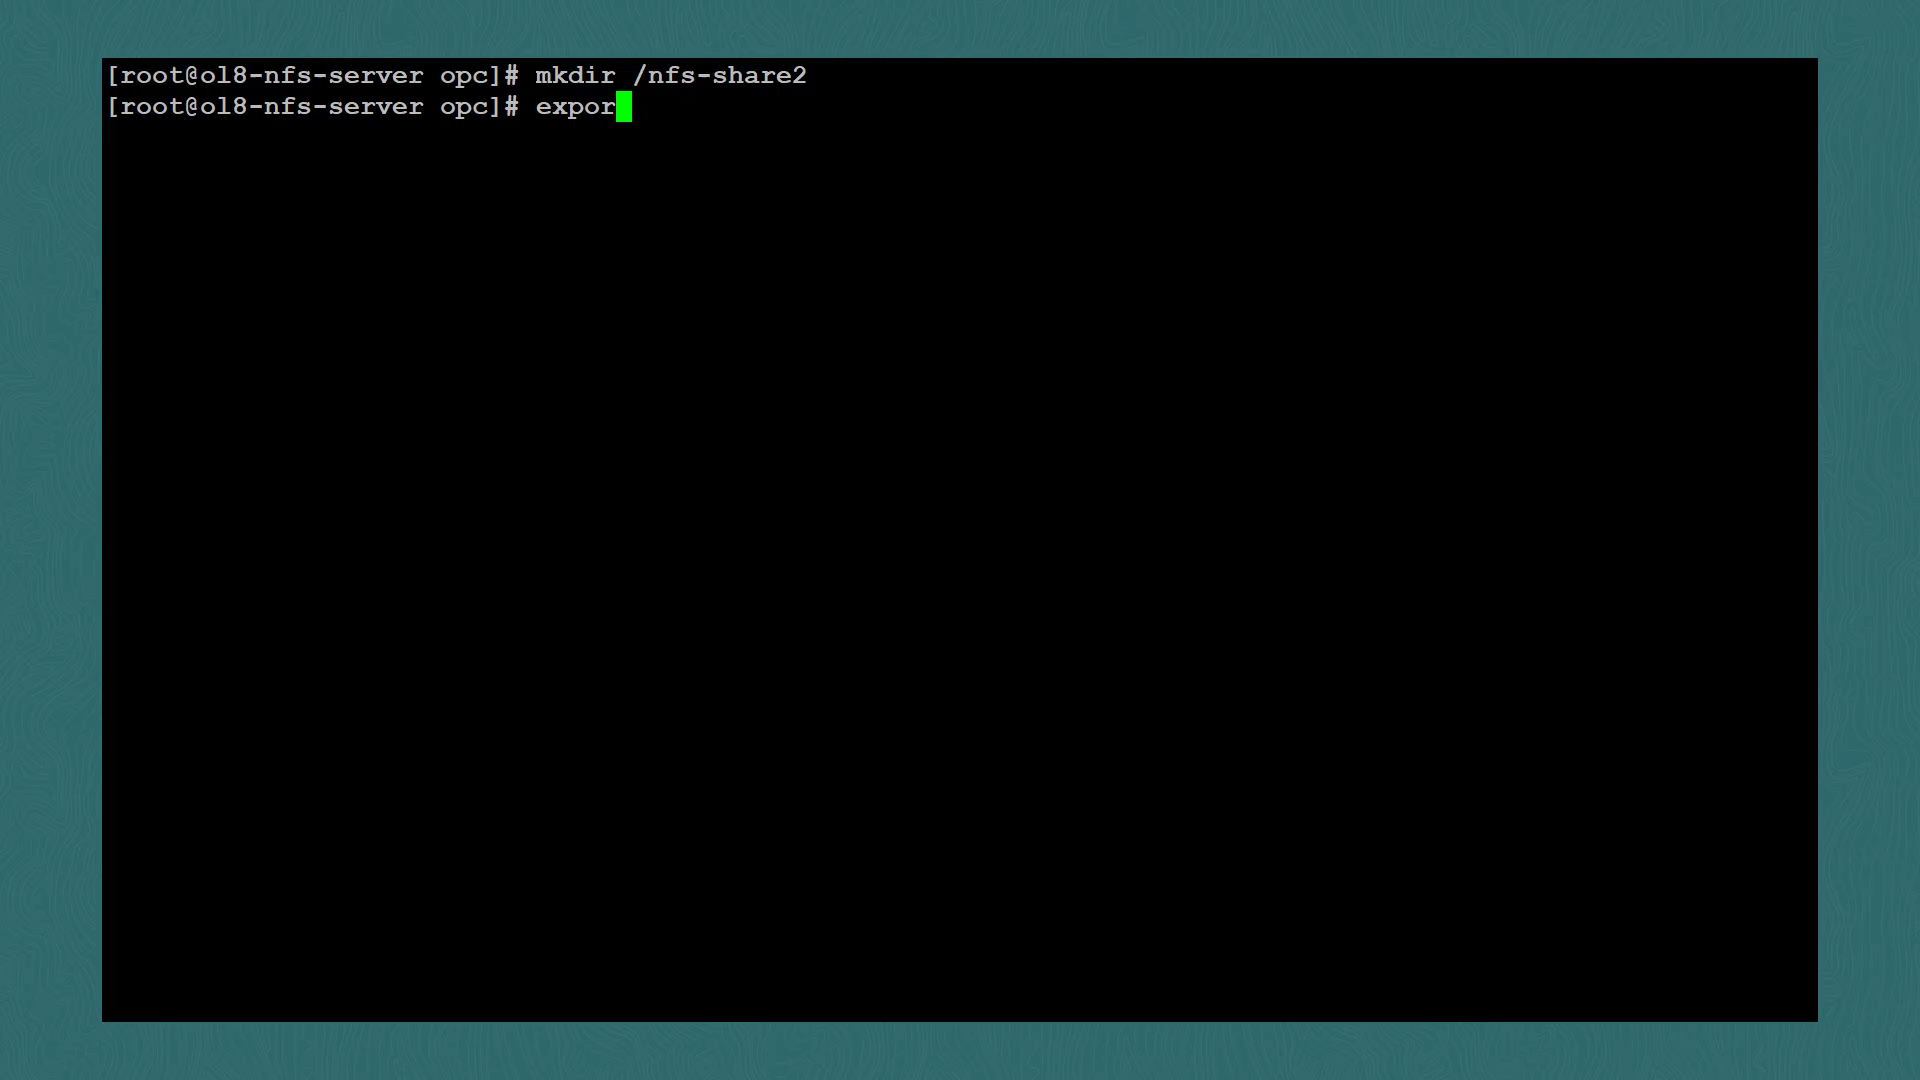 [root@ol8-nfs-server opc]# mkdir /nfs-share2
[root@ol8-nfs-server opc]# expor